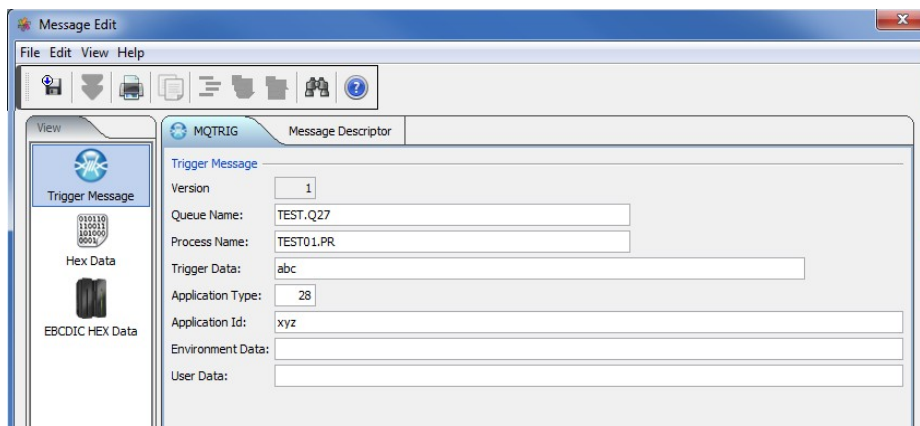 Message Edit
File Edit View Help
View
MQTRIG
Message Descriptor
Trigger Message
Hex Data
EBCDIC HEX Data
Trigger Message
Version 1
Queue Name: TEST.Q27
Process Name: TEST01.PR
Trigger Data: abc
Application Type: 28
Application Id: xyz
Environment Data:
User Data: